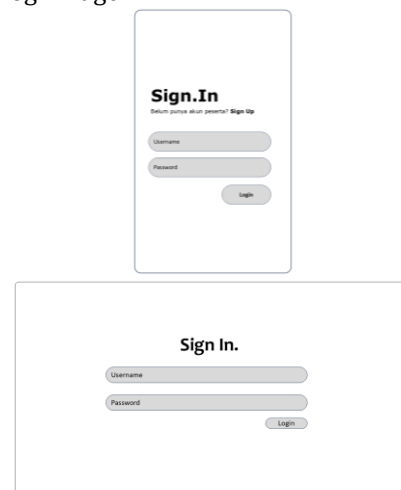 Sign.In
Belum punya akun peserta? Sign Up
Username
Password
Login
Sign In.
Username
Password
Login